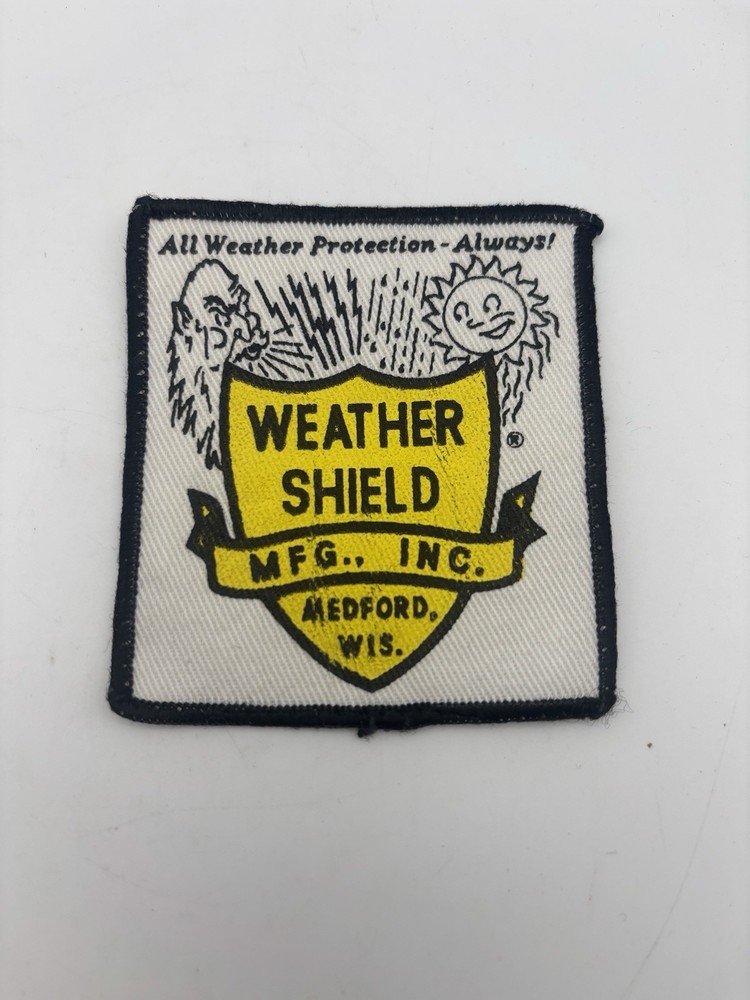 All Weather Protection - Always!
WEATHER
SHIELD
®
MFG., INC.
MEDFORD,
WIS.